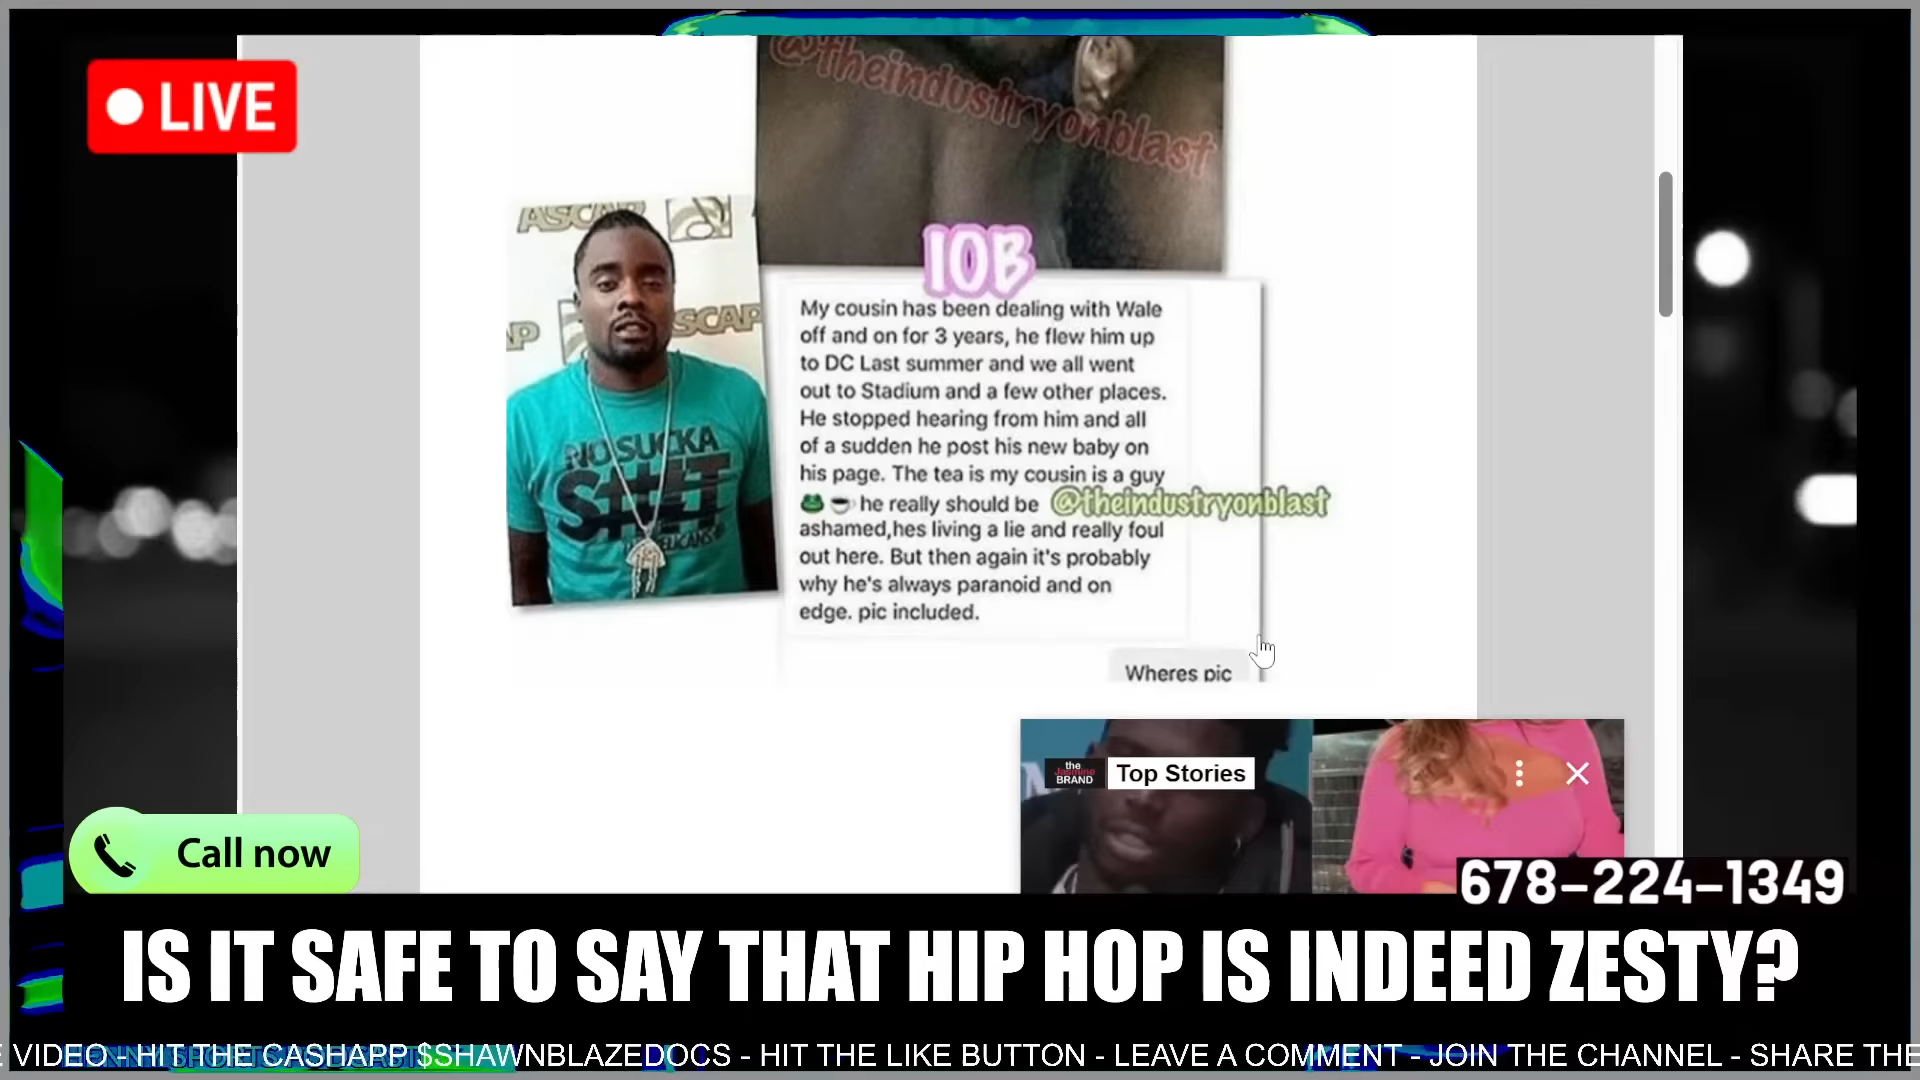 LIVE
@theindustryonblast
ASCAP
ASCAP
NO SUCKA
S###T
IOB
My cousin has been dealing with Wale
off and on for 3 years, he flew him up
to DC Last summer and we all went
out to Stadium and a few other places.
He stopped hearing from him and all
of a sudden he post his new baby on
his page. The tea is my cousin is a guy
🐸 ☕ he really should be
@theindustryonblast
ashamed,hes living a lie and really foul
out here. But then again it's probably
why he's always paranoid and on
edge. pic included.
Wheres pic
the
Jasmine
BRAND
Top Stories
Call now
678-224-1349
IS IT SAFE TO SAY THAT HIP HOP IS INDEED ZESTY?
VIDEO - HIT THE CASHAPP $SHAWNBLAZEDOCS - HIT THE LIKE BUTTON - LEAVE A COMMENT - JOIN THE CHANNEL - SHARE THE